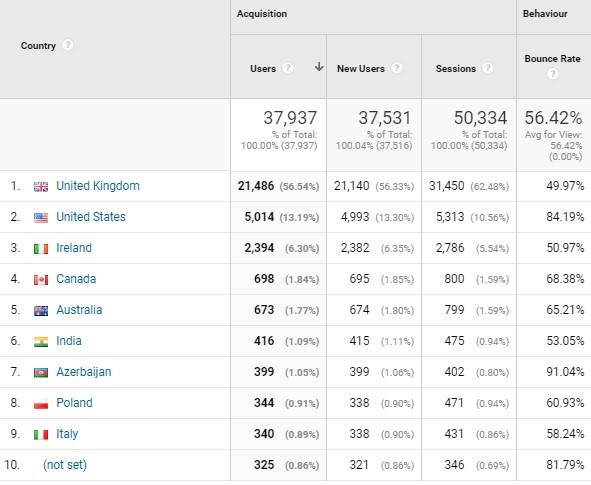 Acquisition Behaviour
Country ? Users ? ↓ New Users ? Sessions ? Bounce Rate ?
37,937 37,531 50,334 56.42%
% of Total: % of Total: % of Total: Avg for View:
100.00% (37,937) 100.04% (37,516) 100.00% (50,334) 56.42%
(0.00%)
1. United Kingdom 21,486 (56.54%) 21,140 (56.33%) 31,450 (62.48%) 49.97%
2. United States 5,014 (13.19%) 4,993 (13.30%) 5,313 (10.56%) 84.19%
3. Ireland 2,394 (6.30%) 2,382 (6.35%) 2,786 (5.54%) 50.97%
4. Canada 698 (1.84%) 695 (1.85%) 800 (1.59%) 68.38%
5. Australia 673 (1.77%) 674 (1.80%) 799 (1.59%) 65.21%
6. India 416 (1.09%) 415 (1.11%) 475 (0.94%) 53.05%
7. Azerbaijan 399 (1.05%) 399 (1.06%) 402 (0.80%) 91.04%
8. Poland 344 (0.91%) 338 (0.90%) 471 (0.94%) 60.93%
9. Italy 340 (0.89%) 338 (0.90%) 431 (0.86%) 58.24%
10. (not set) 325 (0.86%) 321 (0.86%) 346 (0.69%) 81.79%